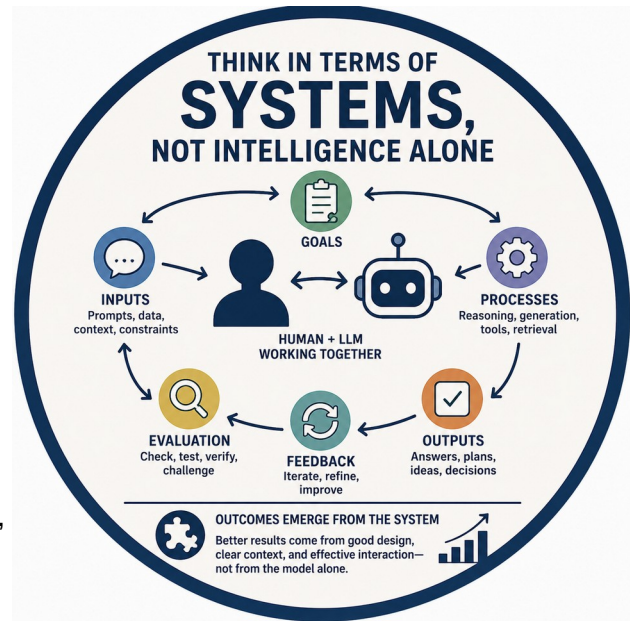 THINK IN TERMS OF
SYSTEMS,
NOT INTELLIGENCE ALONE
GOALS
INPUTS
Prompts, data,
context, constraints
HUMAN + LLM
WORKING TOGETHER
PROCESSES
Reasoning, generation,
tools, retrieval
EVALUATION
Check, test, verify,
challenge
FEEDBACK
Iterate, refine,
improve
OUTPUTS
Answers, plans,
ideas, decisions
OUTCOMES EMERGE FROM THE SYSTEM
Better results come from good design,
clear context, and effective interaction—
not from the model alone.
,